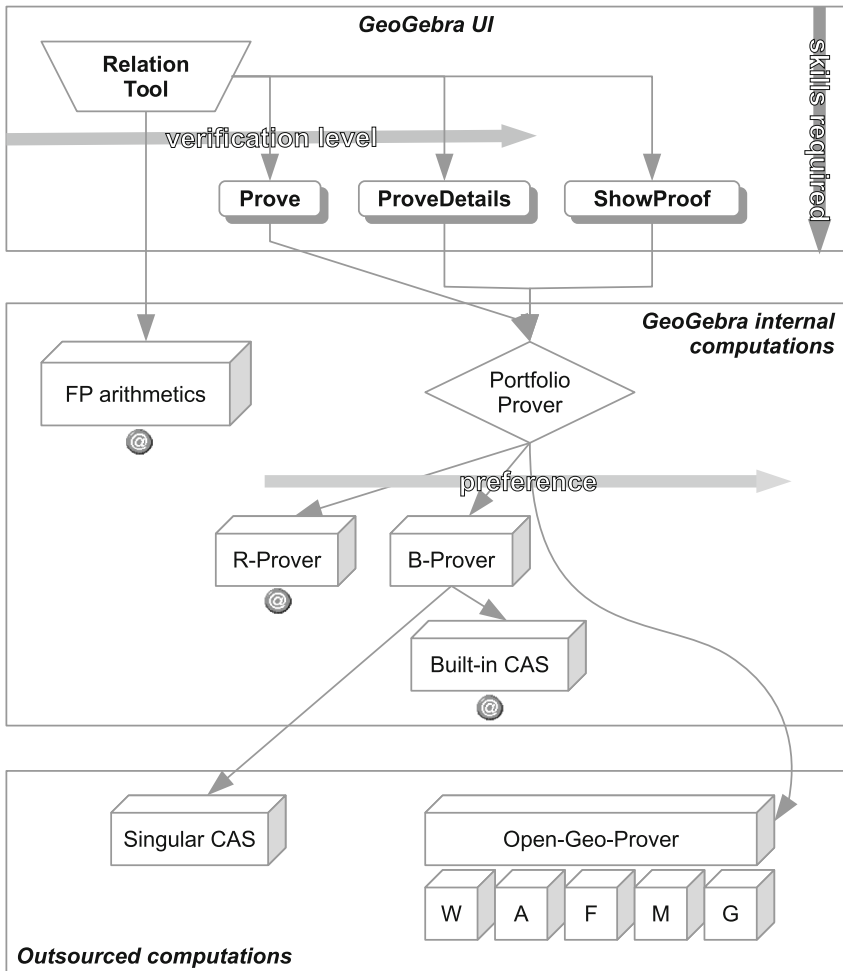 GeoGebra UI
Relation
Tool
skills required
verification level
Prove
ProveDetails
ShowProof
GeoGebra internal
computations
FP arithmetics
@
Portfolio
Prover
preference
R-Prover
@
B-Prover
Built-in CAS
@
Singular CAS
Open-Geo-Prover
W
A
F
M
G
Outsourced computations